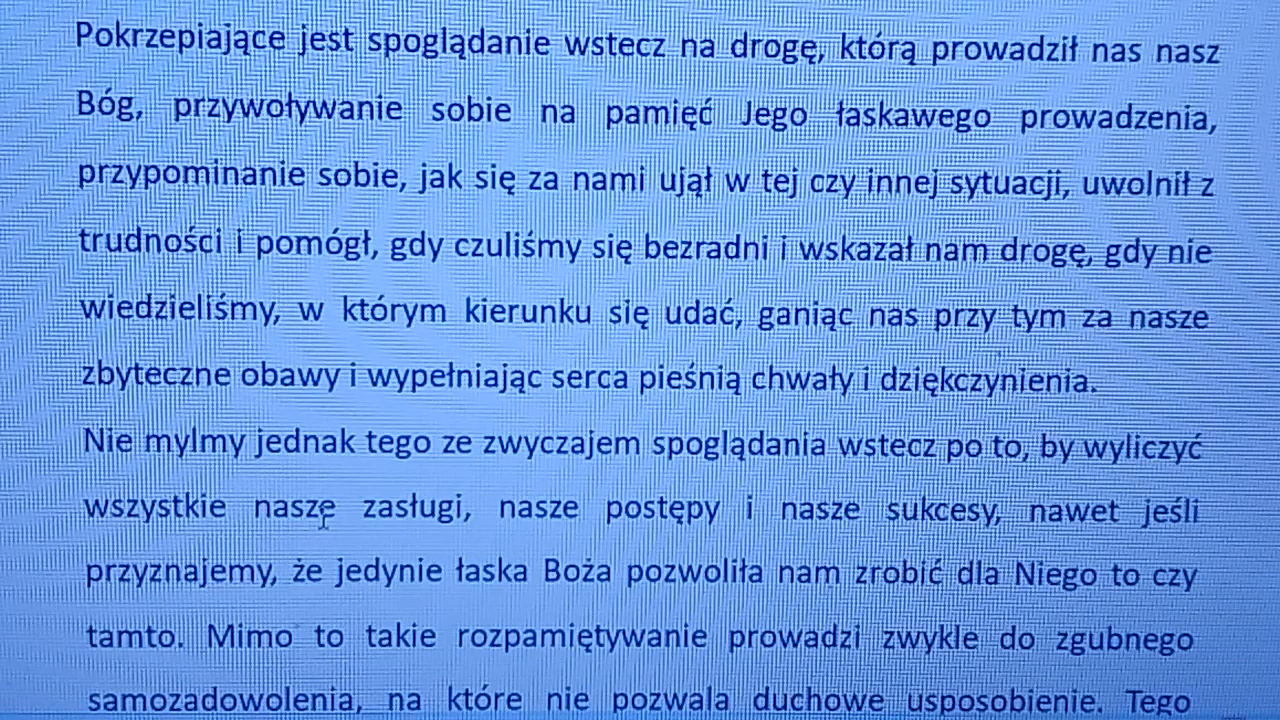 Pokrzepiające jest spoglądanie wstecz na drogę, którą prowadził nas nasz
Bóg, przywoływanie sobie na pamięć Jego łaskawego prowadzenia,
przypominanie sobie, jak się za nami ujął w tej czy innej sytuacji, uwolnił z
trudności i pomógł, gdy czuliśmy się bezradni i wskazał nam drogę, gdy nie
wiedzieliśmy, w którym kierunku się udać, ganiąc nas przy tym za nasze
zbyteczne obawy i wypełniając serca pieśnią chwały i dziękczynienia.
Nie mylmy jednak tego ze zwyczajem spoglądania wstecz po to, by wyliczyć
wszystkie nasze zasługi, nasze postępy i nasze sukcesy, nawet jeśli
przyznajemy, że jedynie łaska Boża pozwoliła nam zrobić dla Niego to czy
tamto. Mimo to takie rozpamiętywanie prowadzi zwykle do zgubnego
samozadowolenia, na które nie pozwala duchowe usposobienie. Tego